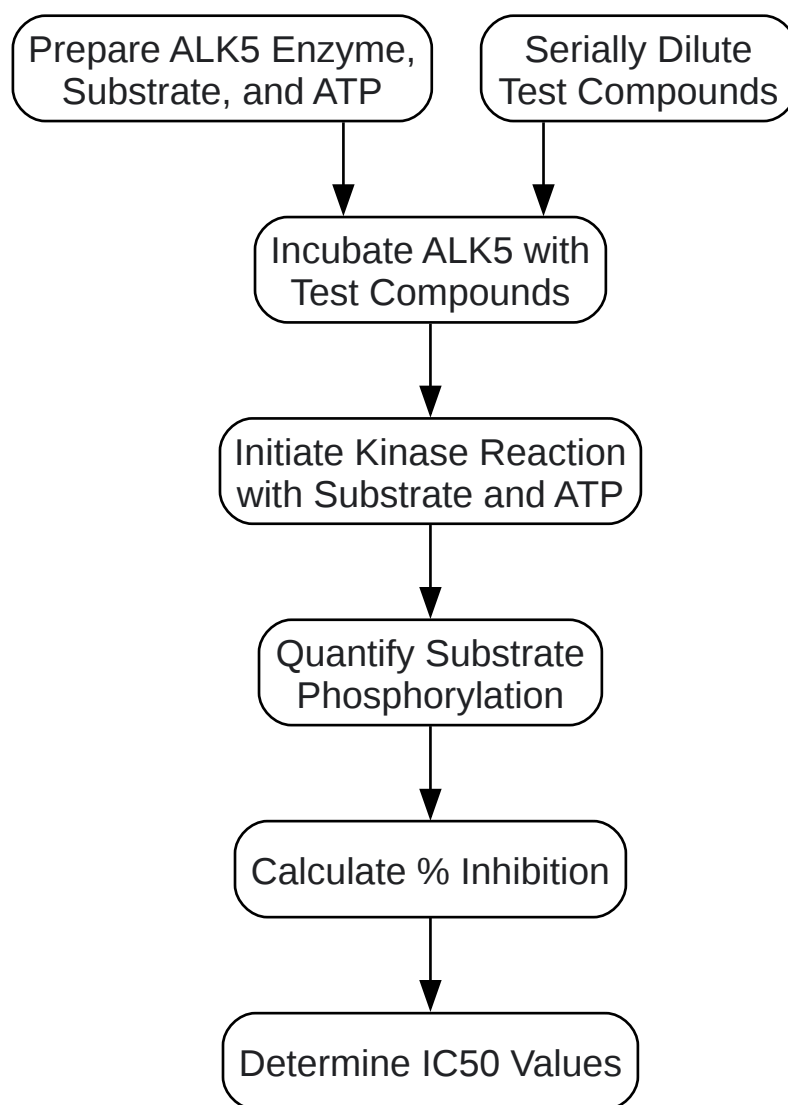 Prepare ALK5 Enzyme,
Substrate, and ATP
Serially Dilute
Test Compounds
Incubate ALK5 with
Test Compounds
Initiate Kinase Reaction
with Substrate and ATP
Quantify Substrate
Phosphorylation
Calculate % Inhibition
Determine IC50 Values